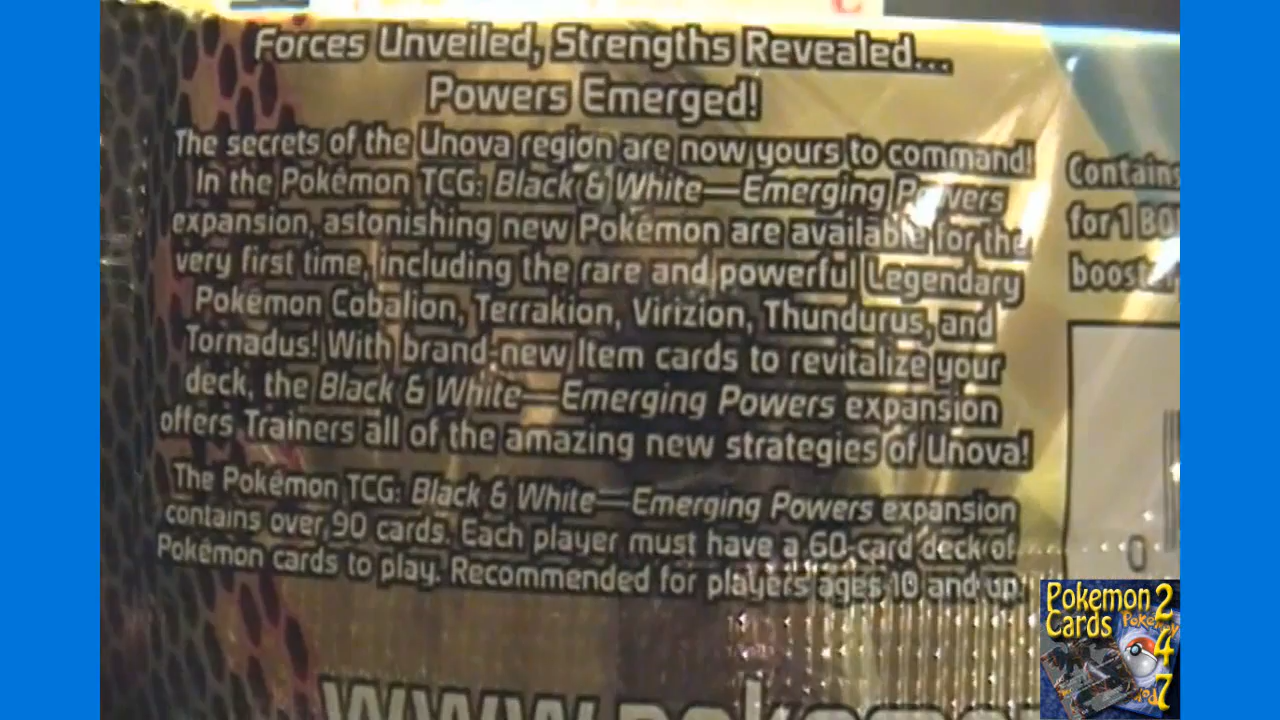 Forces Unveiled, Strengths Revealed...
Powers Emerged!
The secrets of the Unova region are now yours to command!
In the Pokémon TCG: Black & White—Emerging Powers
expansion, astonishing new Pokémon are available for the
very first time, including the rare and powerful Legendary
Pokémon Cobalion, Terrakion, Virizion, Thundurus, and
Tornadus! With brand-new Item cards to revitalize your
deck, the Black & White—Emerging Powers expansion
offers Trainers all of the amazing new strategies of Unova!
The Pokémon TCG: Black & White—Emerging Powers expansion
contains over 90 cards. Each player must have a 60-card deck of
Pokémon cards to play. Recommended for players ages 10 and up.
Contains
for 1
0
Pokemon
Cards
247